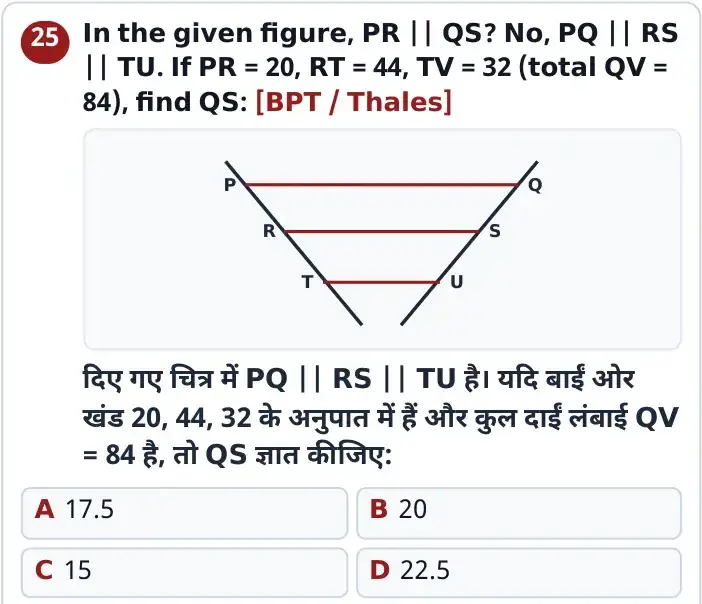 25 In the given figure, PR || QS? No, PQ || RS
|| TU. If PR = 20, RT = 44, TV = 32 (total QV =
84), find QS: [BPT / Thales]
P Q
R S
T U
दिए गए चित्र में PQ || RS || TU है। यदि बाईं ओर
खंड 20, 44, 32 के अनुपात में हैं और कुल दाईं लंबाई QV
= 84 है, तो QS ज्ञात कीजिए:
A 17.5 B 20
C 15 D 22.5